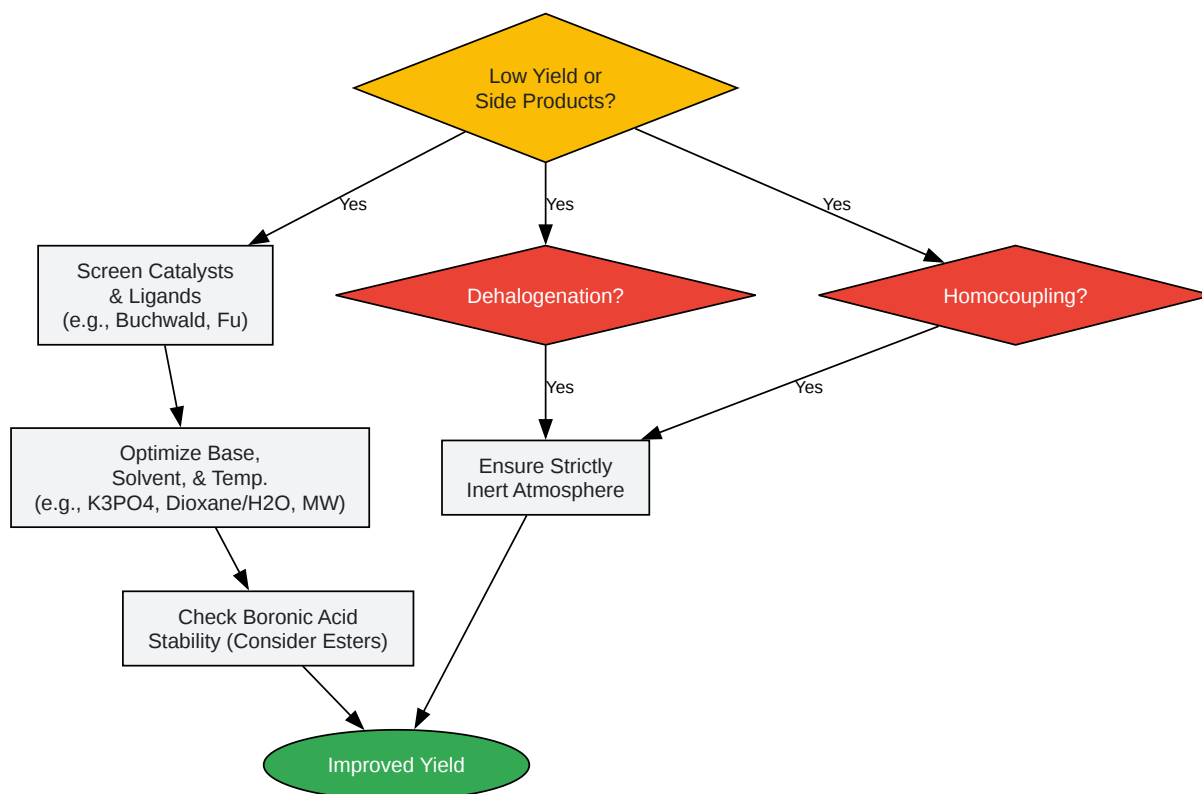 Low Yield or
Side Products?
Yes
Yes
Yes
Screen Catalysts
& Ligands
(e.g., Buchwald, Fu)
Dehalogenation?
Homocoupling?
Yes
Yes
Optimize Base,
Solvent, & Temp.
(e.g., K3PO4, Dioxane/H2O, MW)
Ensure Strictly
Inert Atmosphere
Check Boronic Acid
Stability (Consider Esters)
Improved Yield